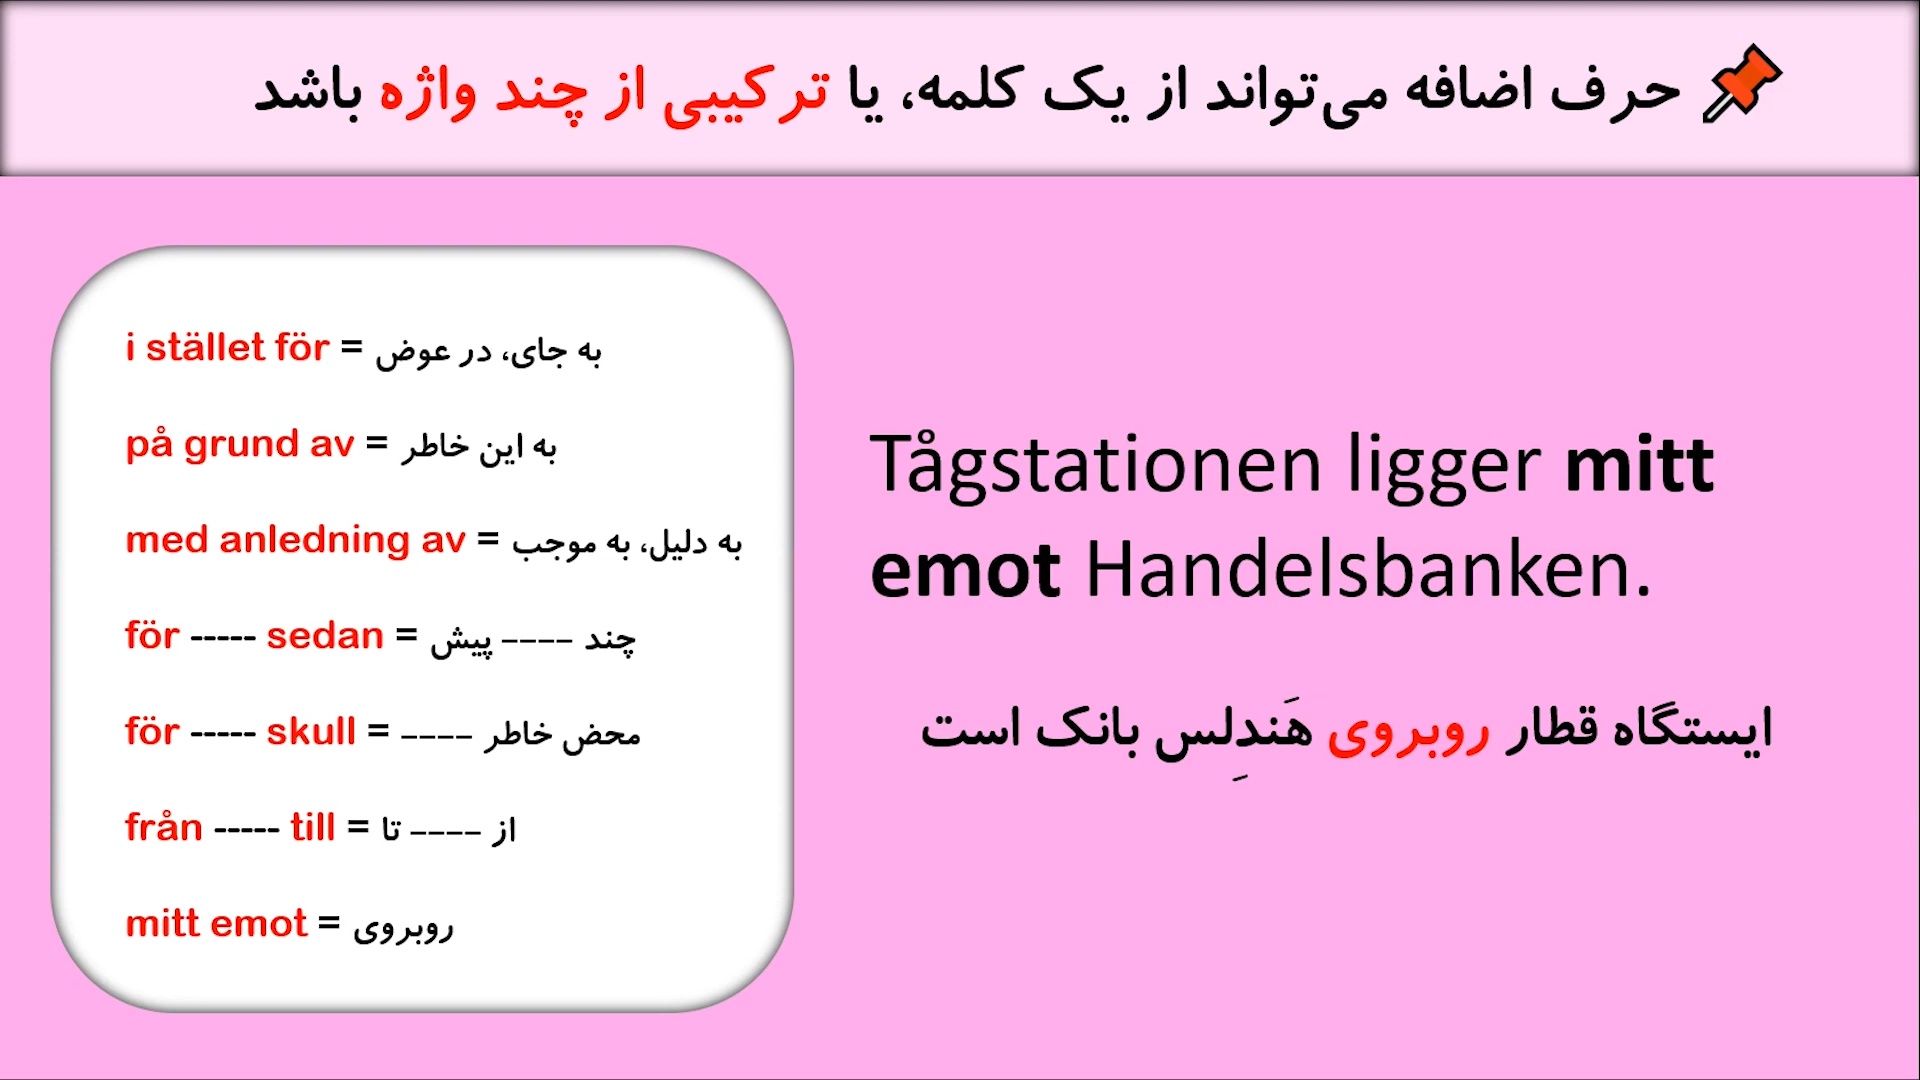 حرف اضافه می‌تواند از یک کلمه، یا ترکیبی از چند واژه باشد
i stället för = به جای، در عوض
på grund av = به این خاطر
med anledning av = به دلیل، به موجب
för ----- sedan = چند ---- پیش
för ----- skull = محض خاطر ----
från ----- till = از ---- تا
mitt emot = روبروی
Tågstationen ligger mitt
emot Handelsbanken.
ایستگاه قطار روبروی هَندِلس بانک است